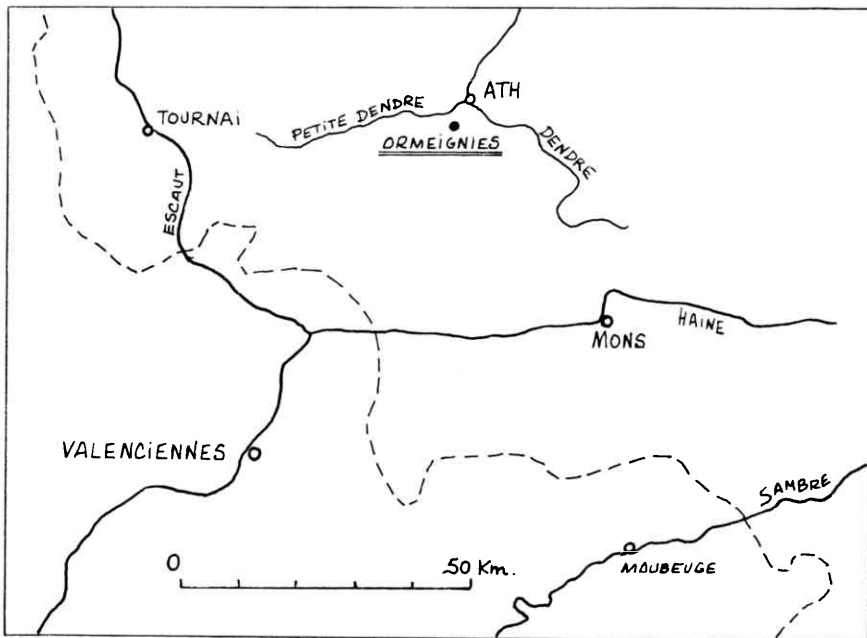 ATH
TOURNAi
PETITE DENDRE
ORMEiGNiES
DENDRE
ESCAUT
HAINE
MONS
VALENCiENNES
SAMBRE
0 50 Km.
MAUBEUGE